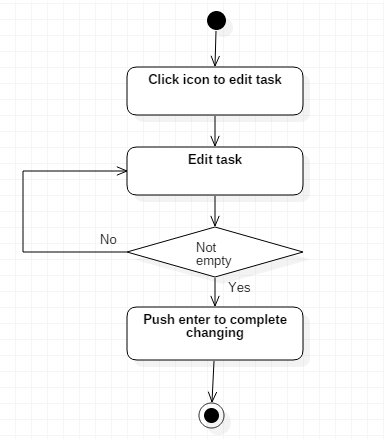 Click icon to edit task
Edit task
No
Not
empty
Yes
Push enter to complete
changing